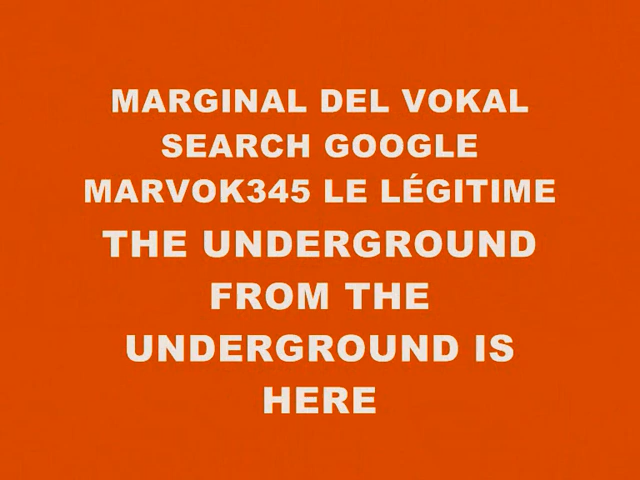 MARGINAL DEL VOKAL
SEARCH GOOGLE
MARVOK345 LE LÉGITIME
THE UNDERGROUND
FROM THE
UNDERGROUND IS
HERE